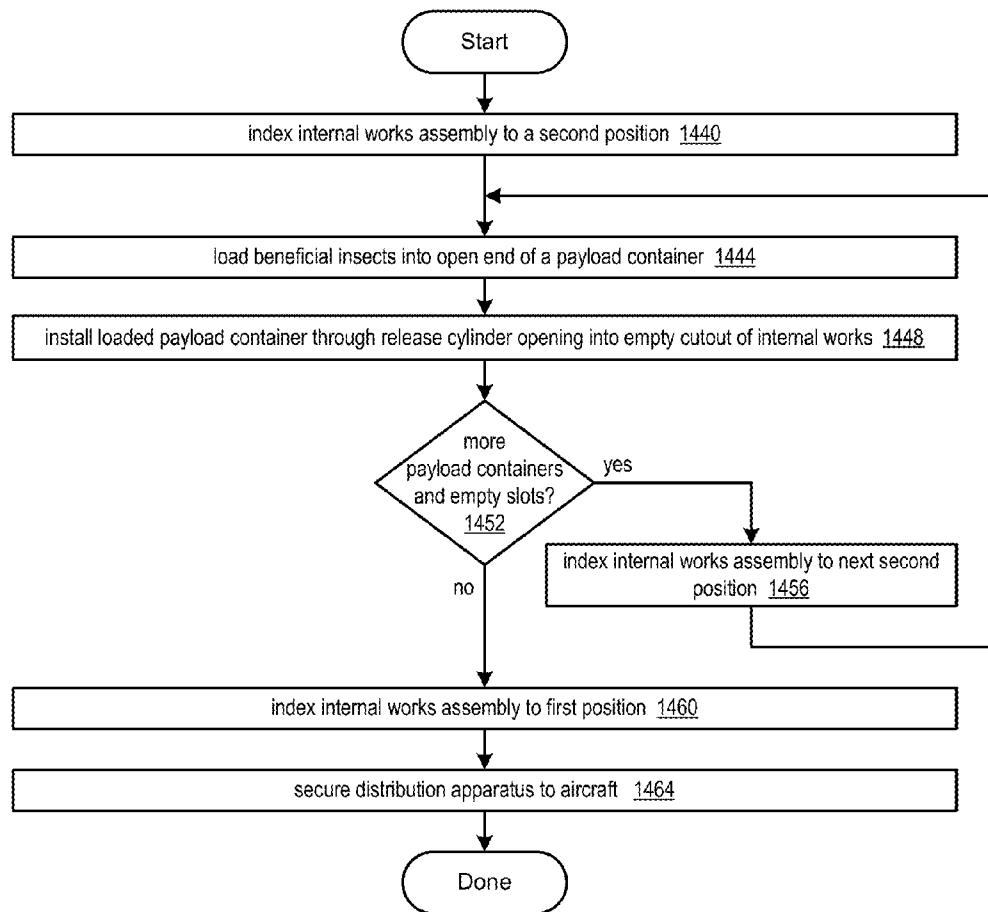 Start
index internal works assembly to a second position 1440
load beneficial insects into open end of a payload container 1444
install loaded payload container through release cylinder opening into empty cutout of internal works 1448
more
payload containers
and empty slots?
1452
yes
index internal works assembly to next second
position 1456
no
index internal works assembly to first position 1460
secure distribution apparatus to aircraft 1464
Done